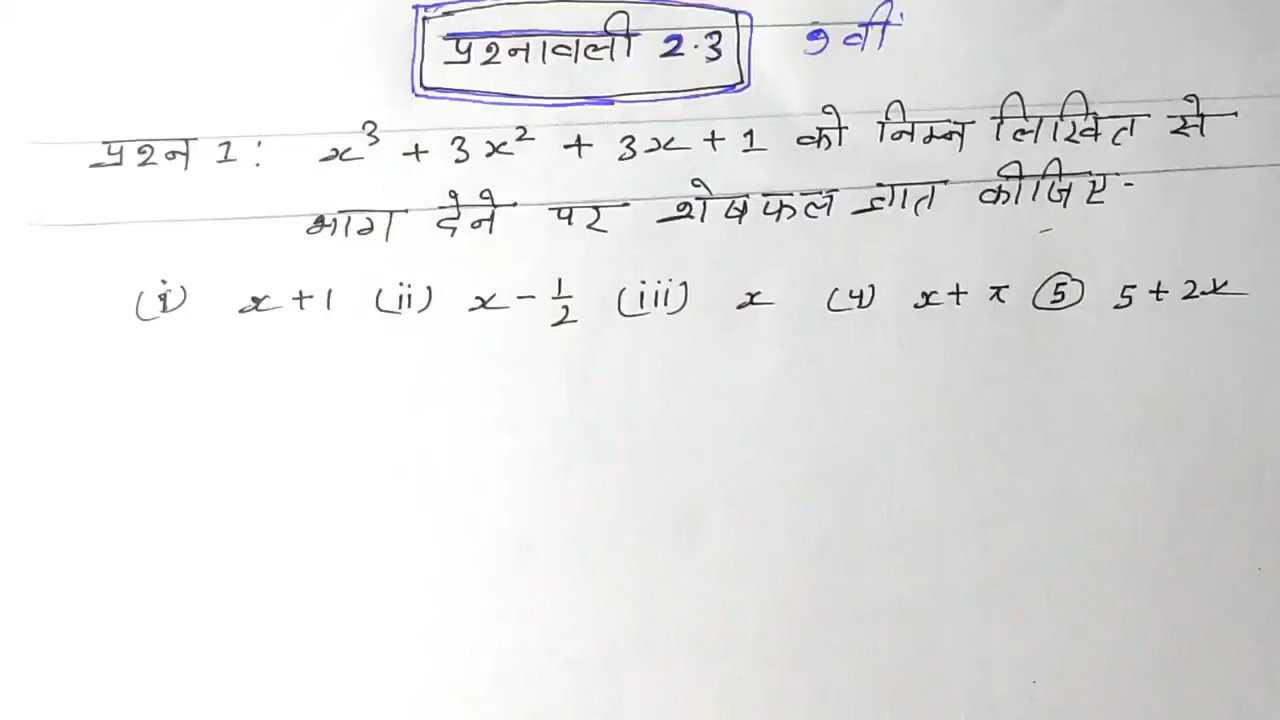 प्रश्नावली 2.3 9 वी
प्रश्न 1: x³ + 3x² + 3x + 1 को निम्न लिखित से
भाग देने पर शेषफल ज्ञात कीजिए-
(i) x + 1 (ii) x - 1/2 (iii) x (4) x + π (5) 5 + 2x